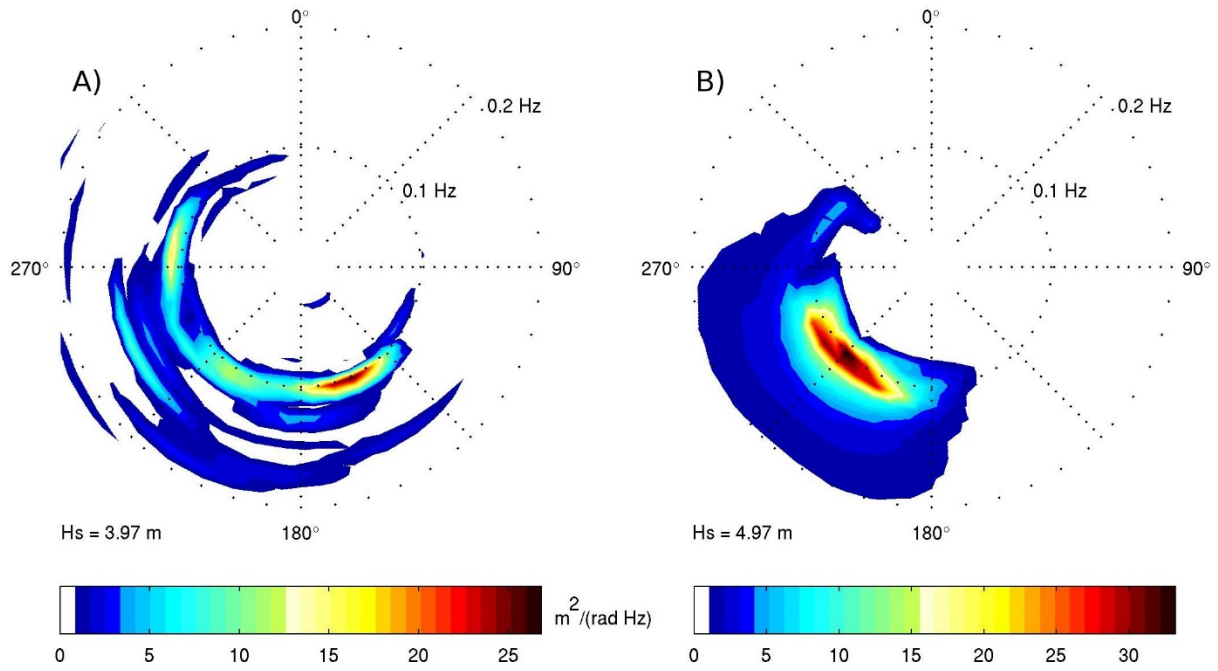 A)
0°
0.2 Hz
0.1 Hz
270°
90°
180°
Hs = 3.97 m
0 5 10 15 20 25
m²/(rad Hz)
B)
0°
0.2 Hz
0.1 Hz
270°
90°
180°
Hs = 4.97 m
0 5 10 15 20 25 30